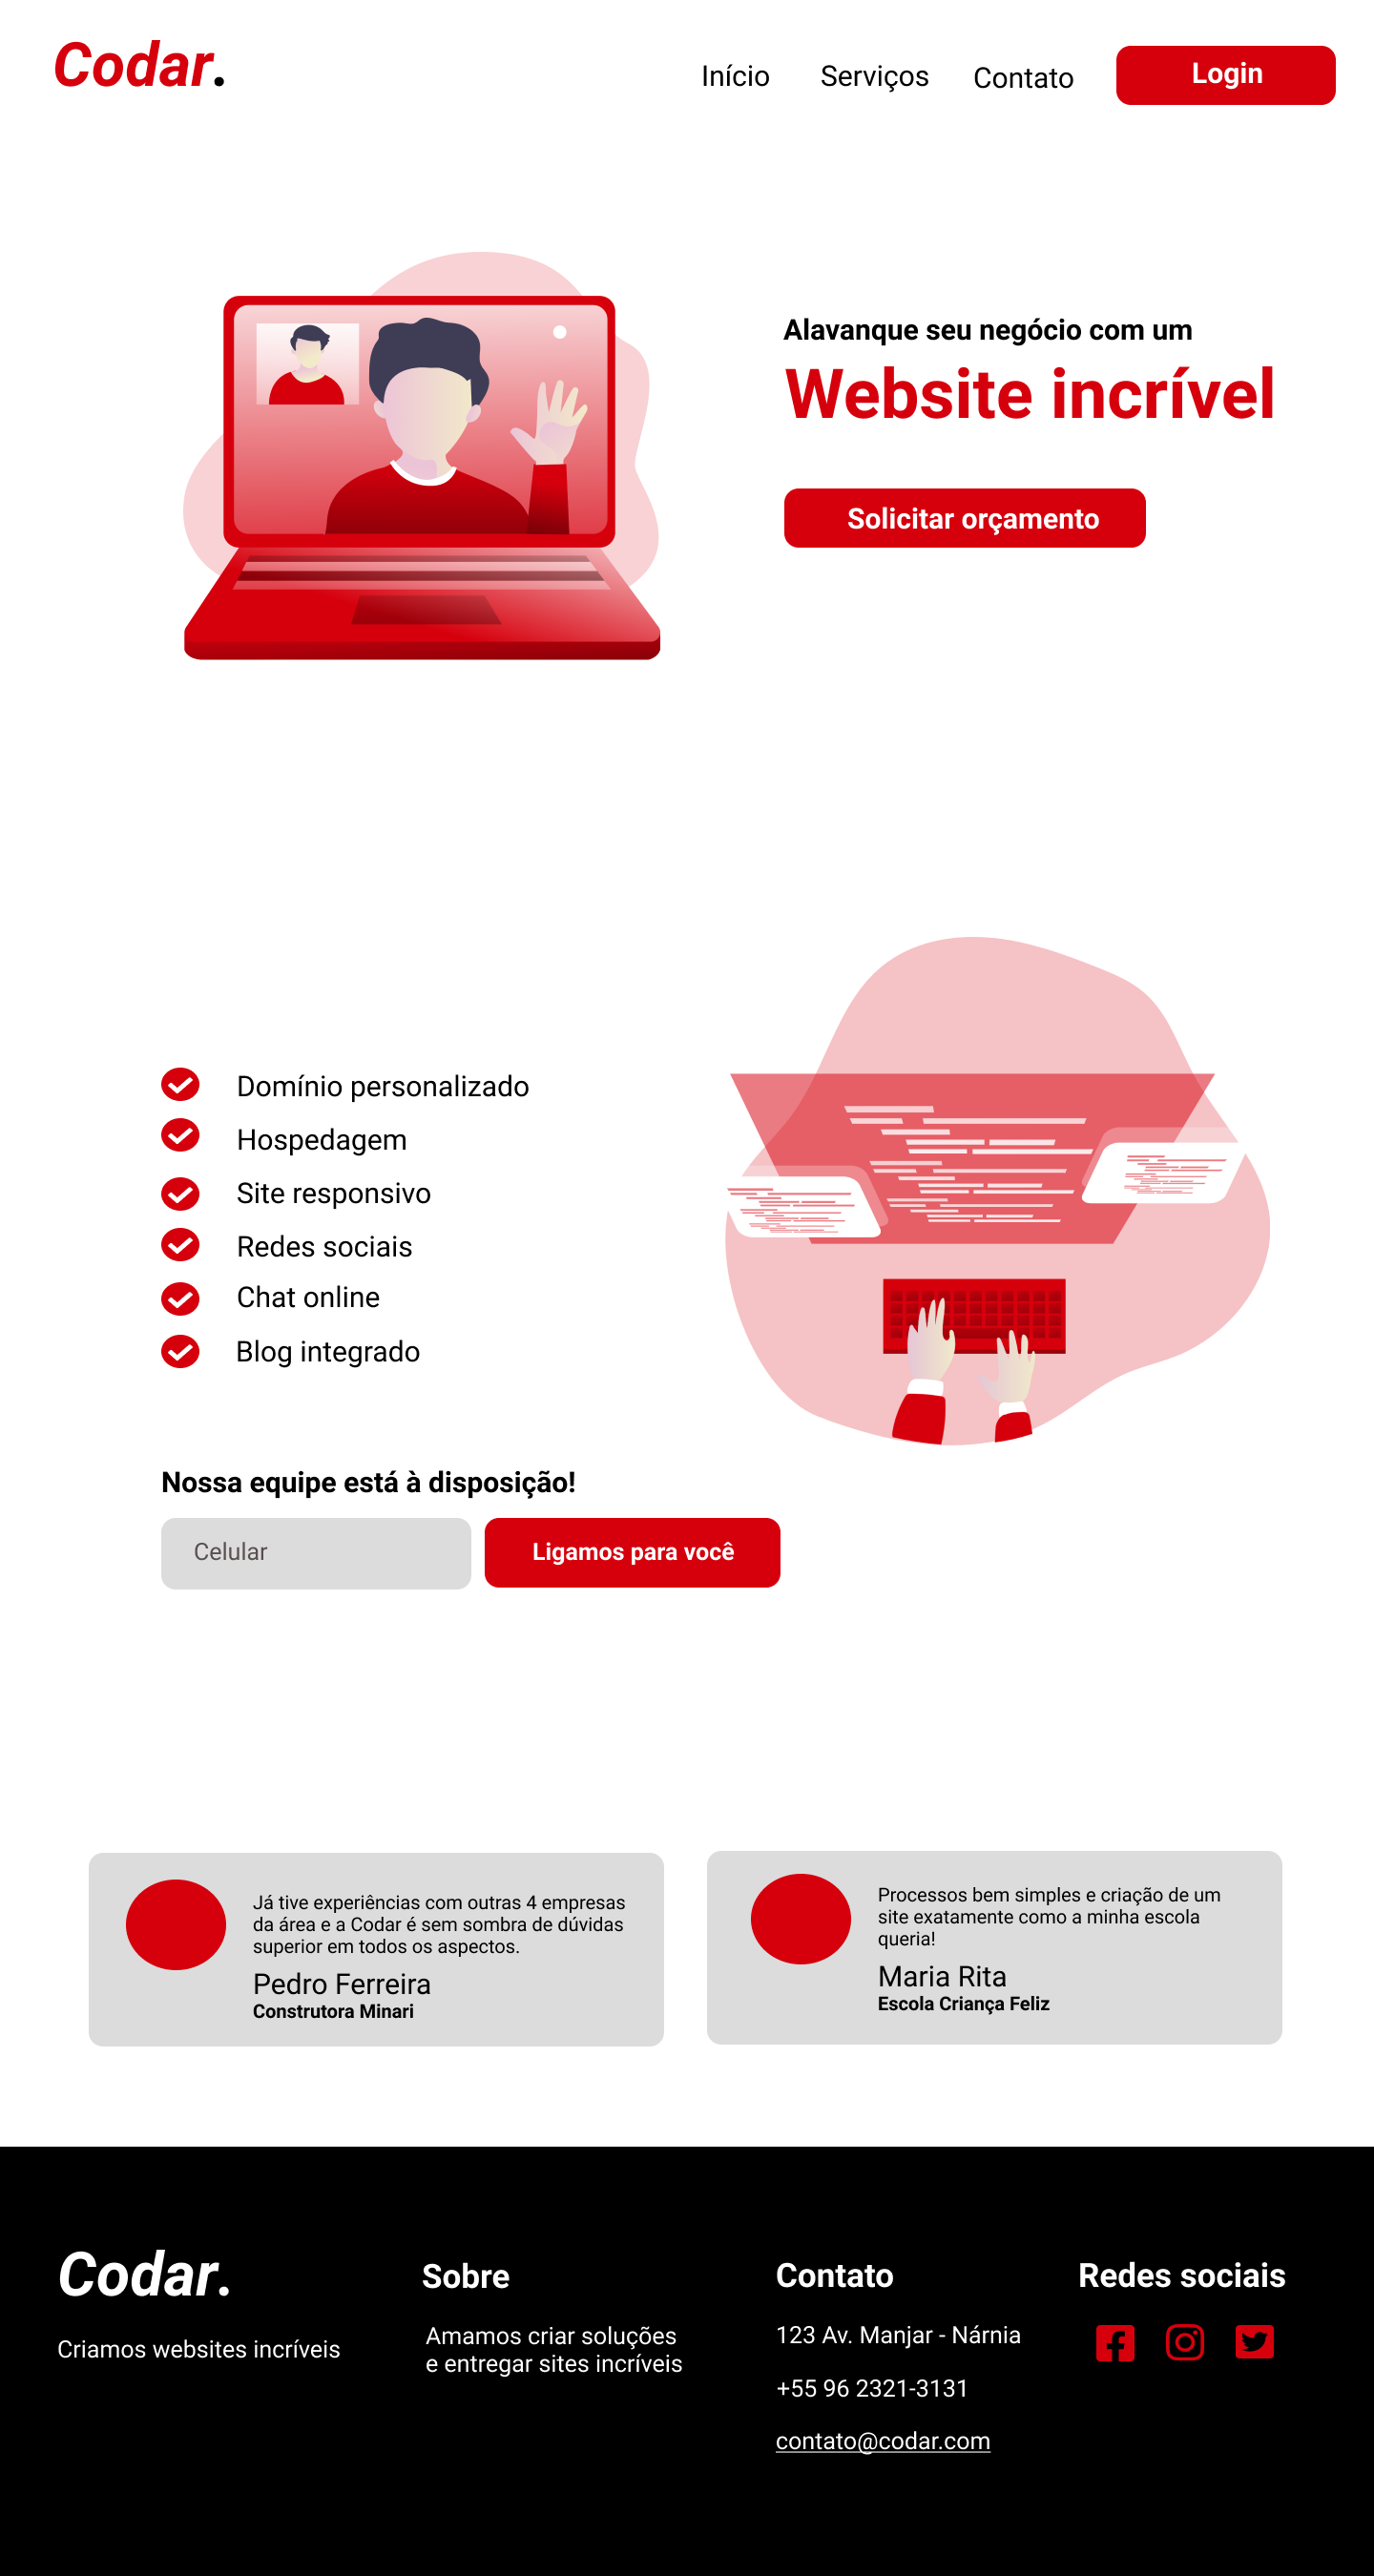 Codar.
Início
Serviços
Contato
Login
Alavanque seu negócio com um
Website incrível
Solicitar orçamento
Domínio personalizado
Hospedagem
Site responsivo
Redes sociais
Chat online
Blog integrado
Nossa equipe está à disposição!
Celular
Ligamos para você
Já tive experiências com outras 4 empresas
da área e a Codar é sem sombra de dúvidas
superior em todos os aspectos.
Pedro Ferreira
Construtora Minari
Processos bem simples e criação de um
site exatamente como a minha escola
queria!
Maria Rita
Escola Criança Feliz
Codar.
Criamos websites incríveis
Sobre
Amamos criar soluções
e entregar sites incríveis
Contato
123 Av. Manjar - Nárnia
+55 96 2321-3131
contato@codar.com
Redes sociais